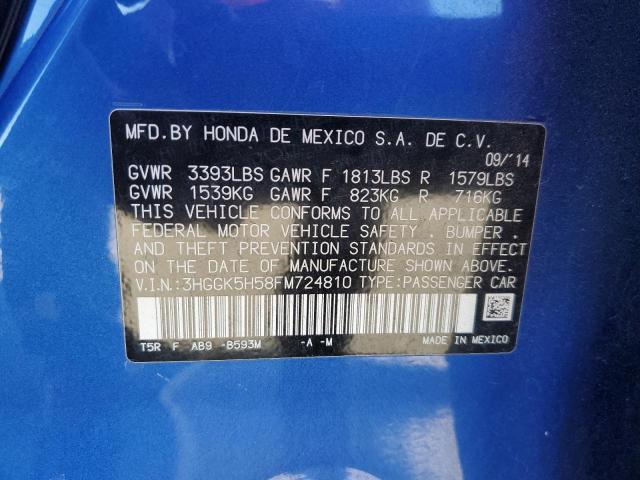 MFD.BY HONDA DE MEXICO S.A. DE C.V.
09/'14
GVWR 3393LBS GAWR F 1813LBS R 1579LBS
GVWR 1539KG GAWR F 823KG R 716KG
THIS VEHICLE CONFORMS TO ALL APPLICABLE
FEDERAL MOTOR VEHICLE SAFETY . BUMPER .
AND THEFT PREVENTION STANDARDS IN EFFECT
ON THE DATE OF MANUFACTURE SHOWN ABOVE.
V.I.N.:3HGGK5H58FM724810 TYPE:PASSENGER CAR
T5R F AB9 -B593M -A -M MADE IN MEXICO